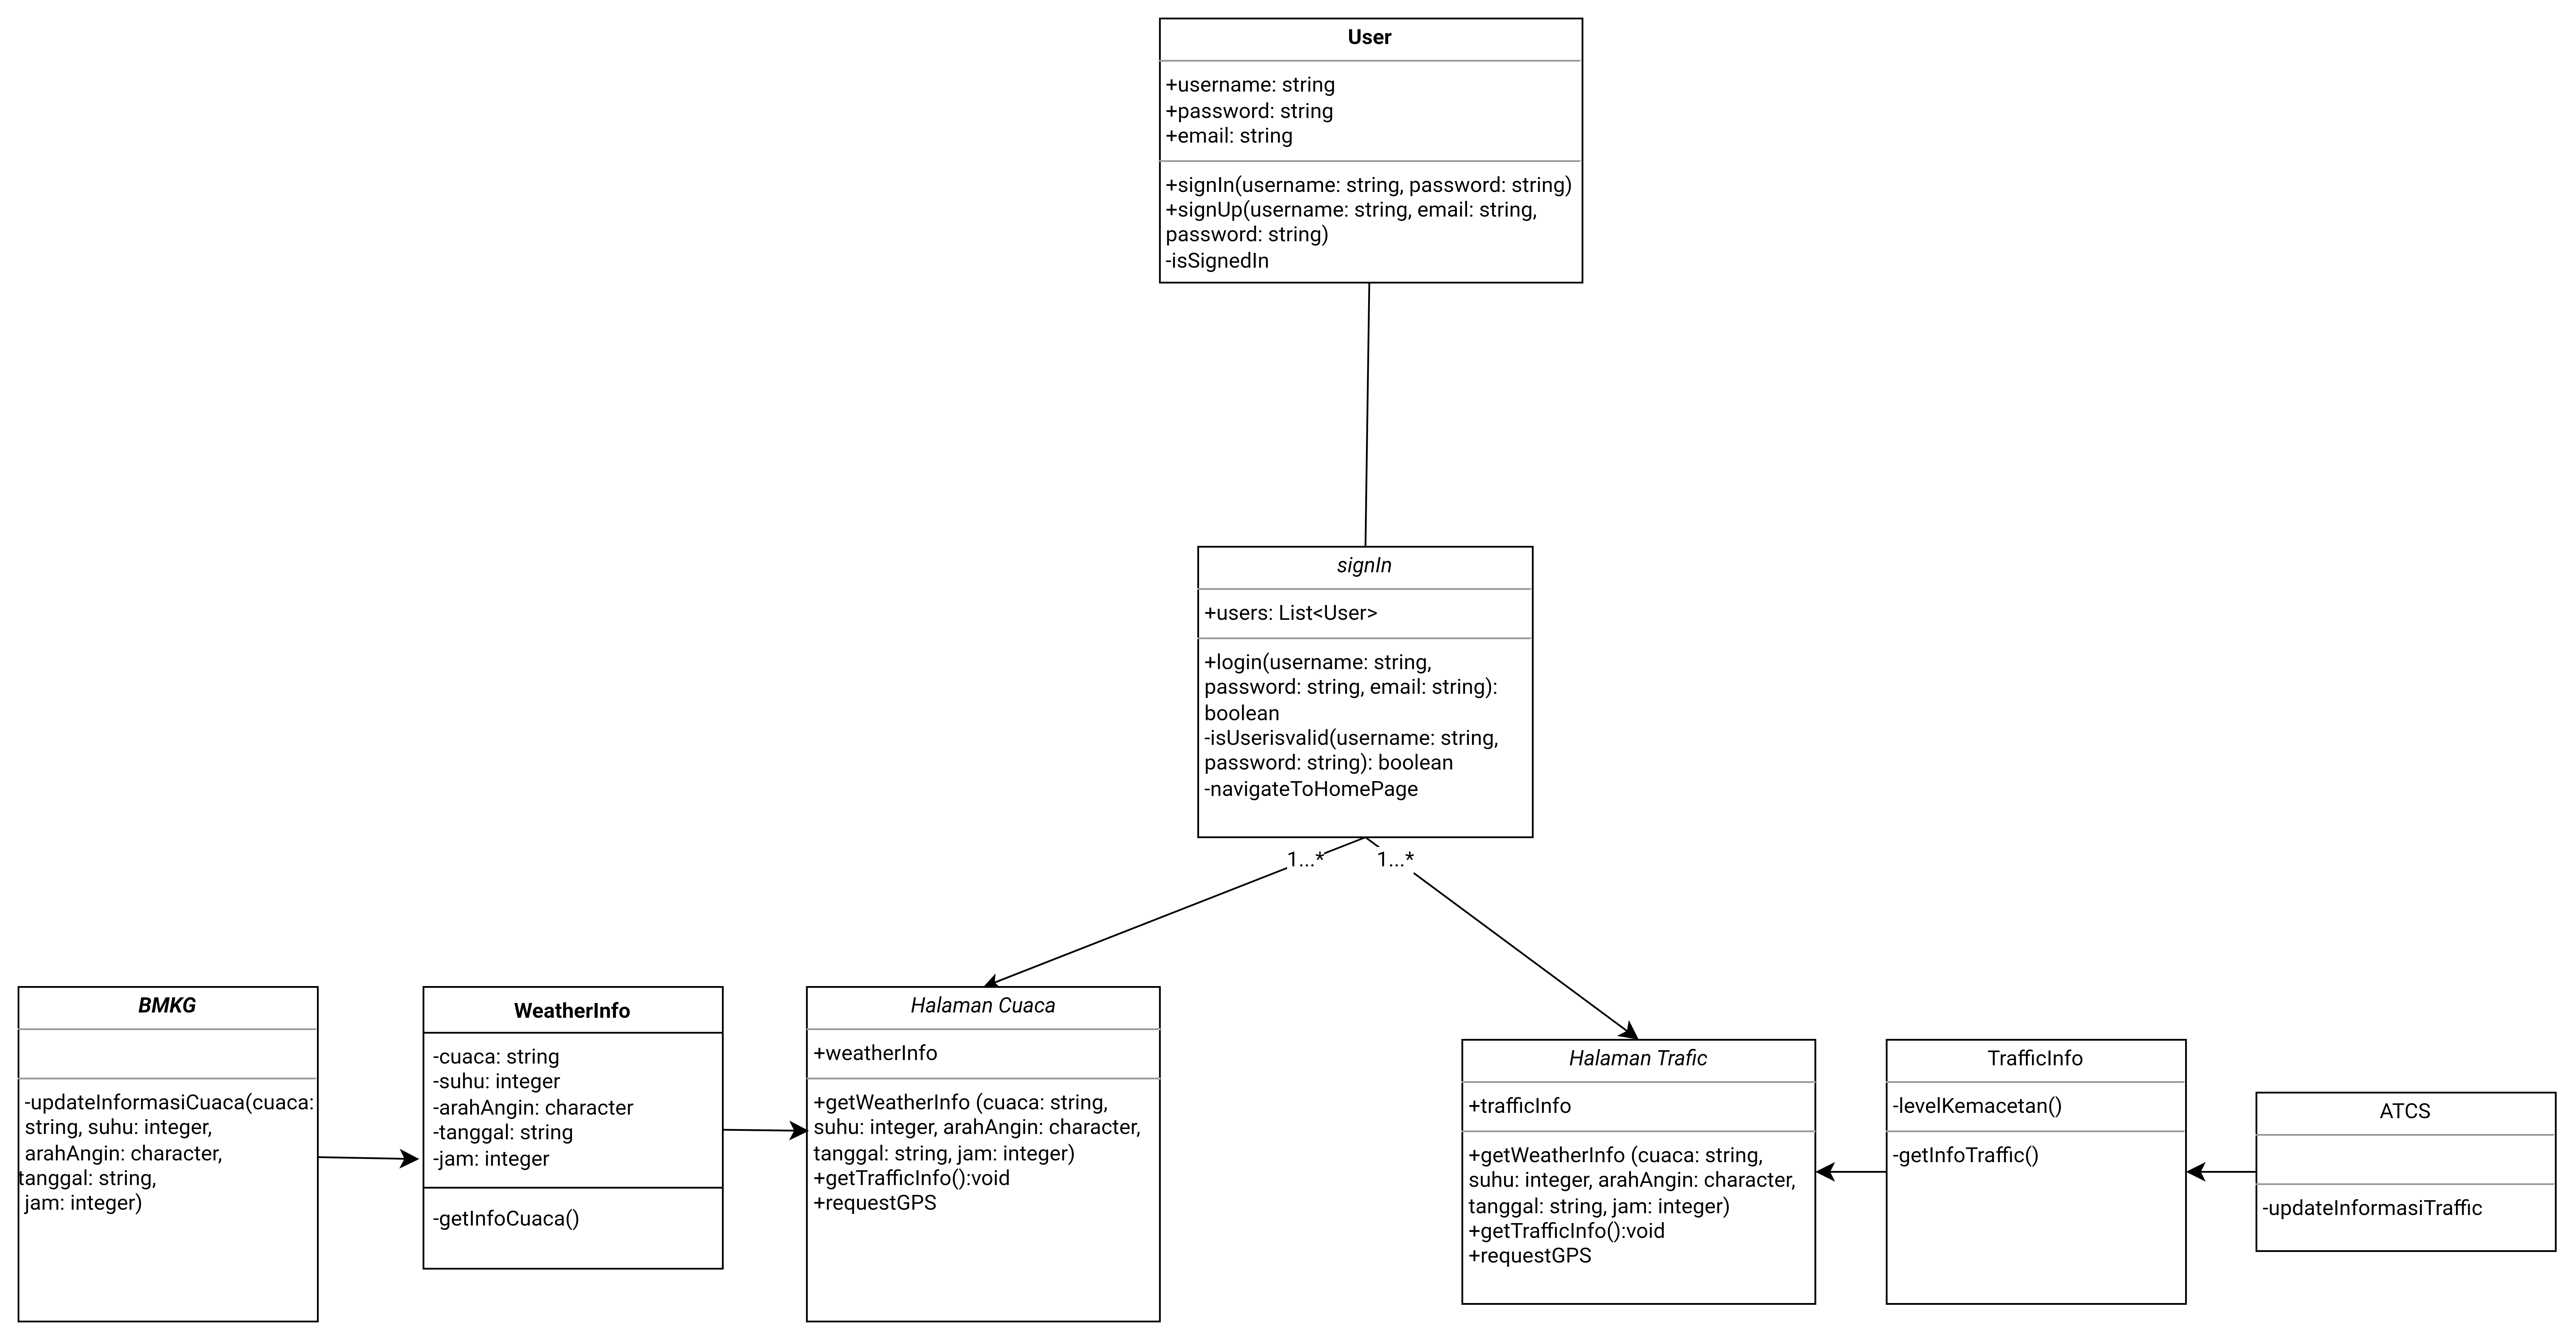 User
+username: string
+password: string
+email: string
+signIn(username: string, password: string)
+signUp(username: string, email: string,
password: string)
-isSignedIn
signIn
+users: List<User>
+login(username: string,
password: string, email: string):
boolean
-isUserisvalid(username: string,
password: string): boolean
-navigateToHomePage
1...*
1...*
BMKG
-updateInformasiCuaca(cuaca:
string, suhu: integer,
arahAngin: character,
tanggal: string,
jam: integer)
WeatherInfo
-cuaca: string
-suhu: integer
-arahAngin: character
-tanggal: string
-jam: integer
-getInfoCuaca()
Halaman Cuaca
+weatherInfo
+getWeatherInfo (cuaca: string,
suhu: integer, arahAngin: character,
tanggal: string, jam: integer)
+getTrafficInfo():void
+requestGPS
Halaman Trafic
+trafficInfo
+getWeatherInfo (cuaca: string,
suhu: integer, arahAngin: character,
tanggal: string, jam: integer)
+getTrafficInfo():void
+requestGPS
TrafficInfo
-levelKemacetan()
-getInfoTraffic()
ATCS
-updateInformasiTraffic